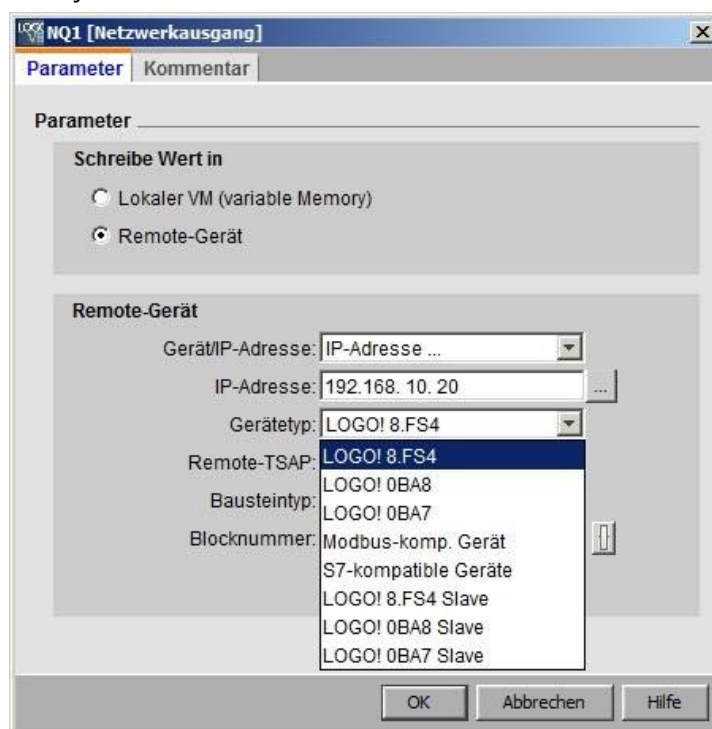 NQ1 [Netzwerkausgang]
Parameter Kommentar
Parameter
Schreibe Wert in
Lokaler VM (variable Memory)
Remote-Gerät
Remote-Gerät
Gerät/IP-Adresse: IP-Adresse ...
IP-Adresse: 192.168. 10. 20 ...
Gerätetyp: LOGO! 8.FS4
Remote-TSAP: LOGO! 8.FS4
LOGO! 0BA8
Bausteintyp: LOGO! 0BA7
Blocknummer: Modbus-komp. Gerät
S7-kompatible Geräte
LOGO! 8.FS4 Slave
LOGO! 0BA8 Slave
LOGO! 0BA7 Slave
OK Abbrechen Hilfe